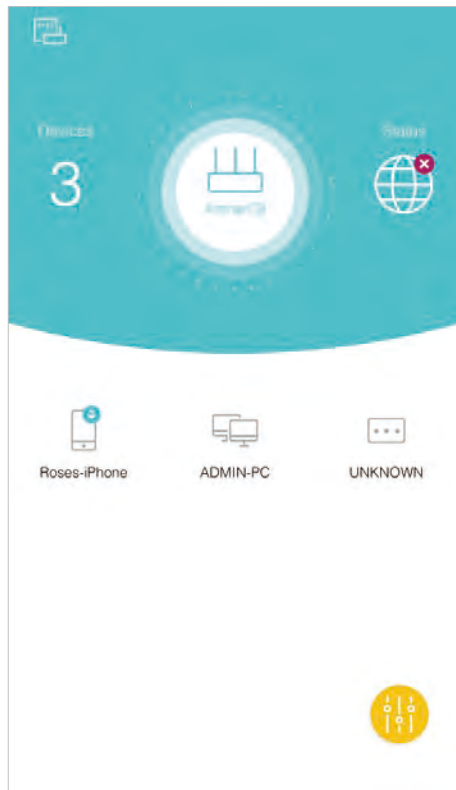 Devices
Status
3
Roses-iPhone
ADMIN-PC
UNKNOWN